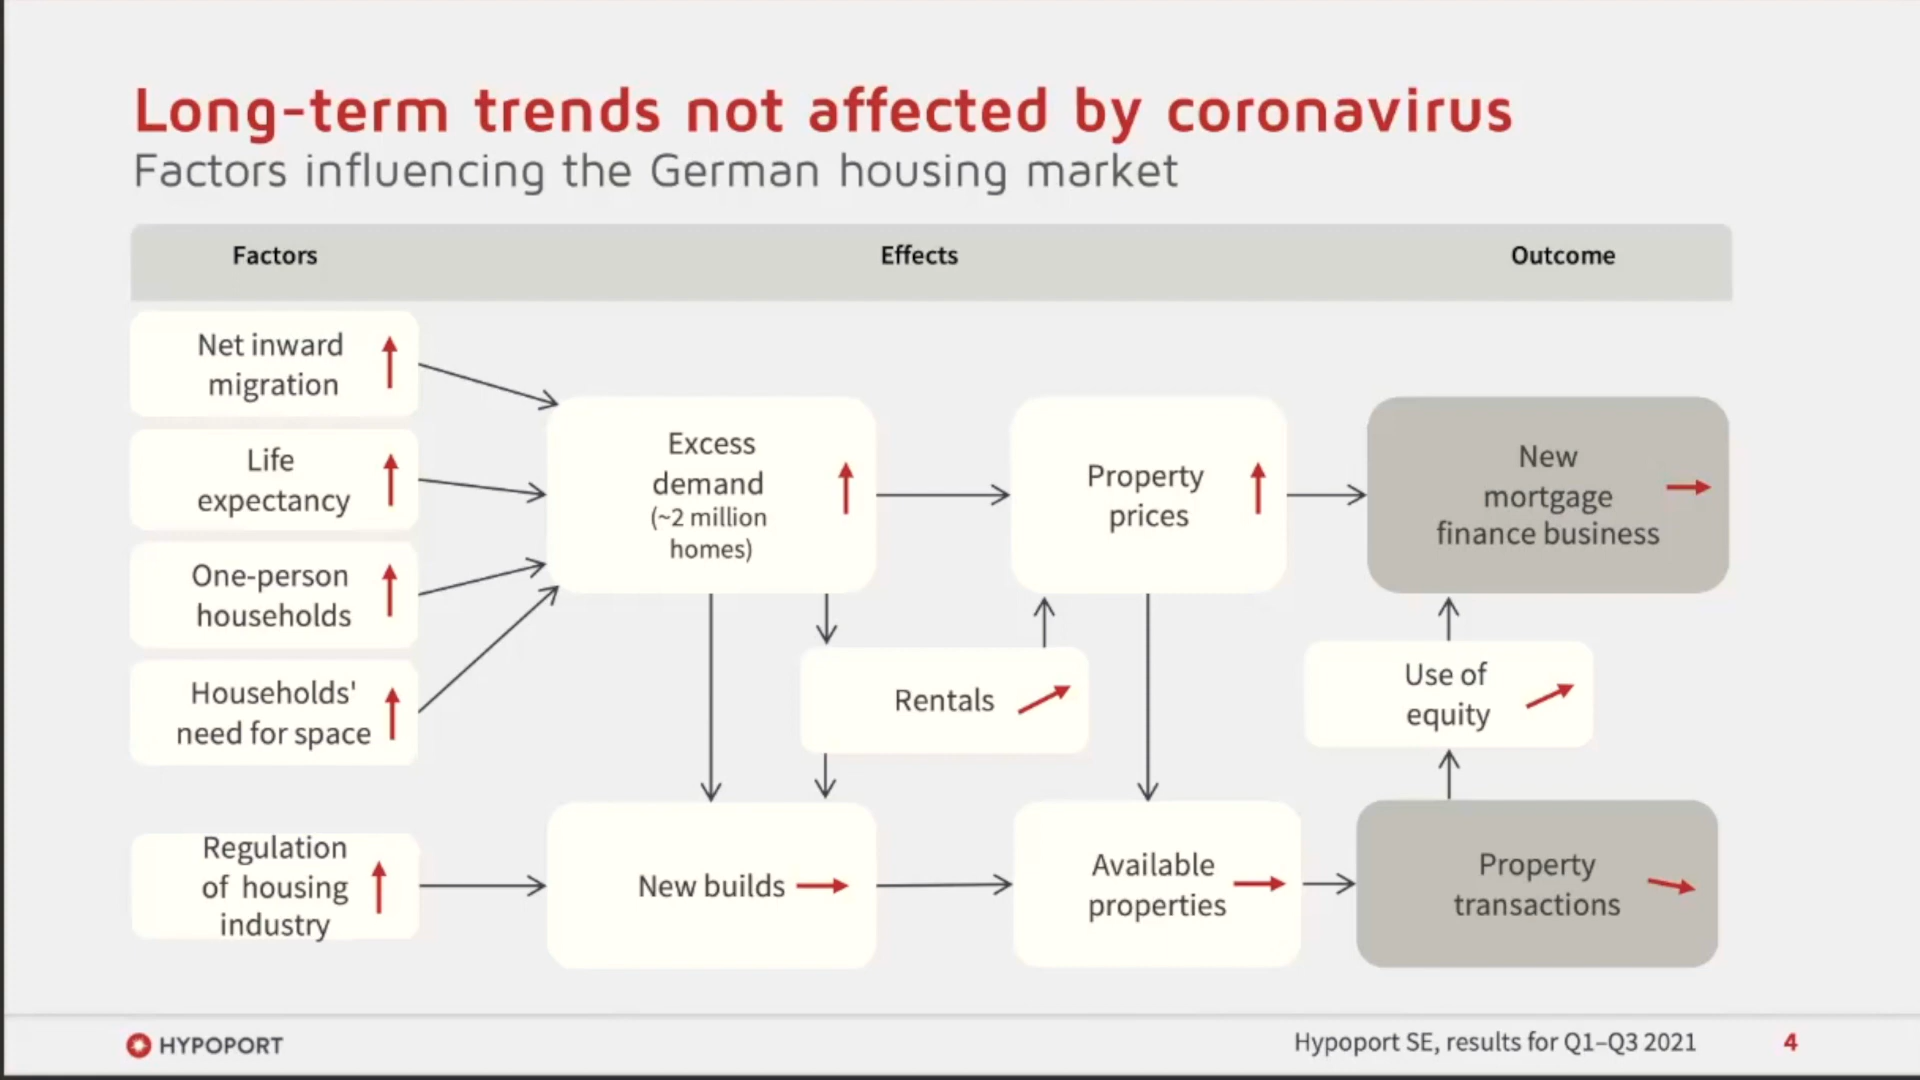 Long-term trends not affected by coronavirus
Factors influencing the German housing market
Factors
Effects
Outcome
Net inward
migration
Life
expectancy
One-person
households
Households'
need for space
Regulation
of housing
industry
Excess
demand
(~2 million
homes)
Property
prices
New
mortgage
finance business
Rentals
Use of
equity
New builds
Available
properties
Property
transactions
HYPOPORT
Hypoport SE, results for Q1–Q3 2021
4